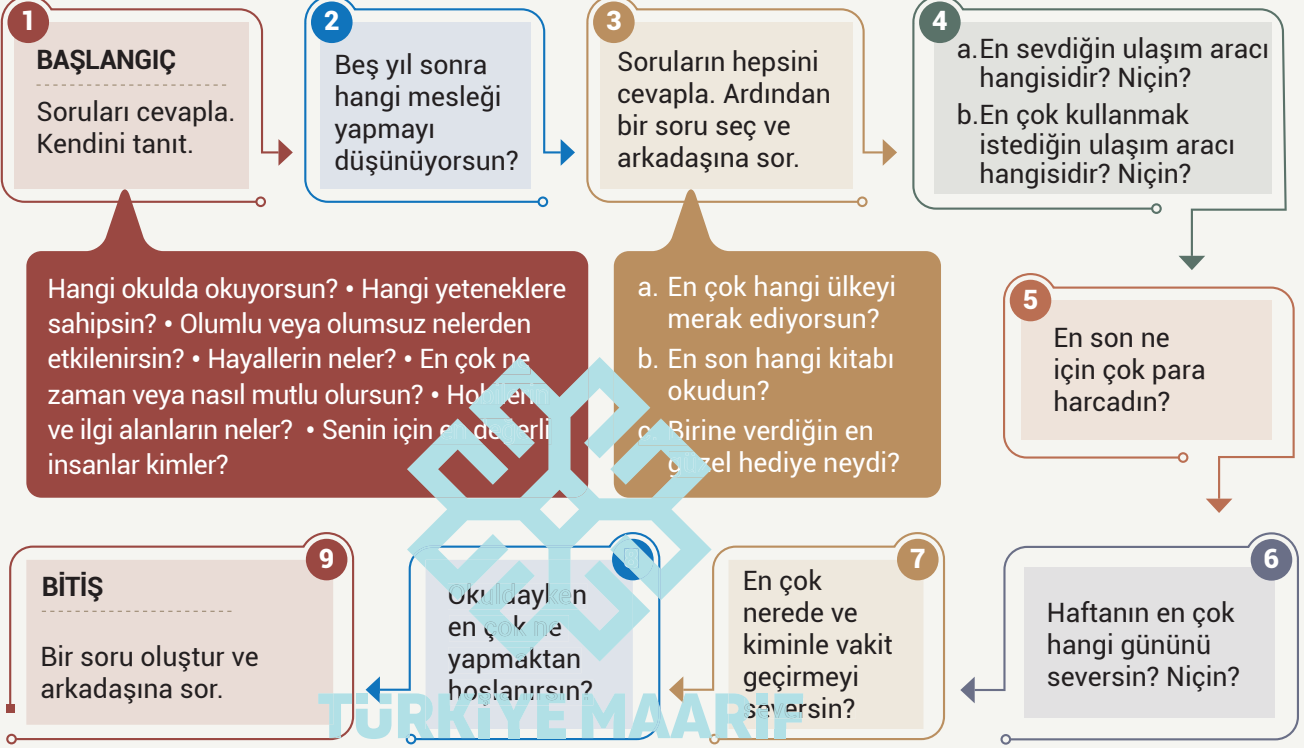 1
BAŞLANGIÇ
Soruları cevapla.
Kendini tanıt.
Hangi okulda okuyorsun? • Hangi yeteneklere
sahipsin? • Olumlu veya olumsuz nelerden
etkilenirsin? • Hayallerin neler? • En çok ne
zaman veya nasıl mutlu olursun? • Hobilerin
ve ilgi alanların neler? • Senin için en değerli
insanlar kimler?
2
Beş yıl sonra
hangi mesleği
yapmayı
düşünüyorsun?
3
Soruların hepsini
cevapla. Ardından
bir soru seç ve
arkadaşına sor.
a. En çok hangi ülkeyi
merak ediyorsun?
b. En son hangi kitabı
okudun?
c. Birine verdiğin en
güzel hediye neydi?
4
a.En sevdiğin ulaşım aracı
hangisidir? Niçin?
b.En çok kullanmak
istediğin ulaşım aracı
hangisidir? Niçin?
5
En son ne
için çok para
harcadın?
6
Haftanın en çok
hangi gününü
seversin? Niçin?
7
En çok
nerede ve
kiminle vakit
geçirmeyi
seversin?
Okuldayken
en çok ne
yapmaktan
hoşlanırsın?
9
BİTİŞ
Bir soru oluştur ve
arkadaşına sor.
TÜRKİYE MAARİF